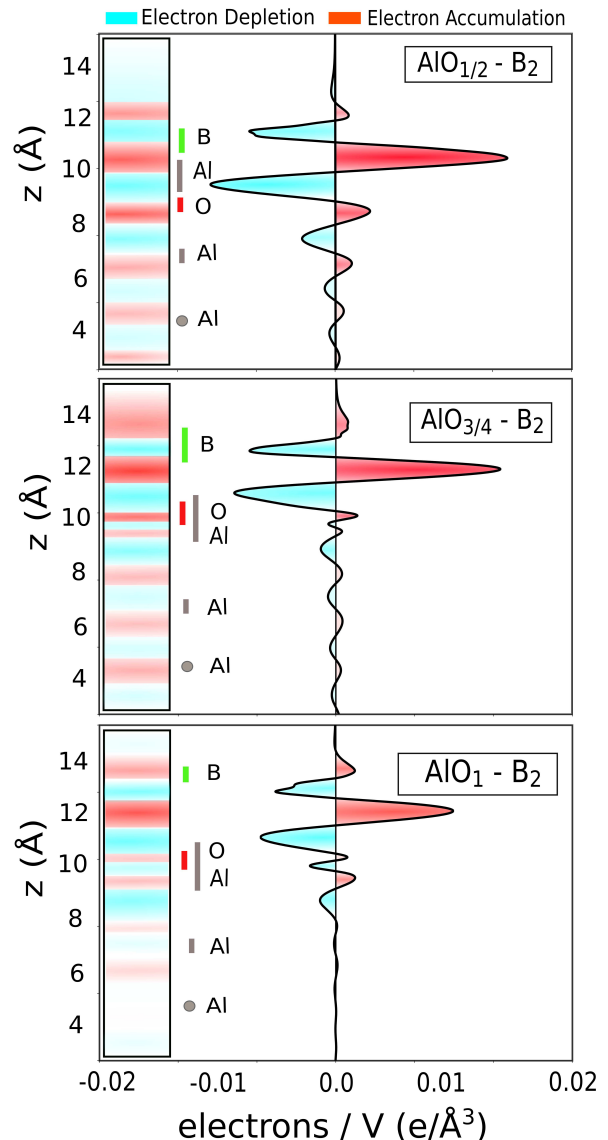 Electron Depletion Electron Accumulation
AlO1/2 - B2
14
12
10
8
6
4
z (Å)
B
Al
O
Al
Al
AlO3/4 - B2
14
12
10
8
6
4
z (Å)
B
O
Al
Al
Al
AlO1 - B2
14
12
10
8
6
4
z (Å)
B
O
Al
Al
Al
-0.02 -0.01 0.0 0.01 0.02
electrons / V (e/Å³)